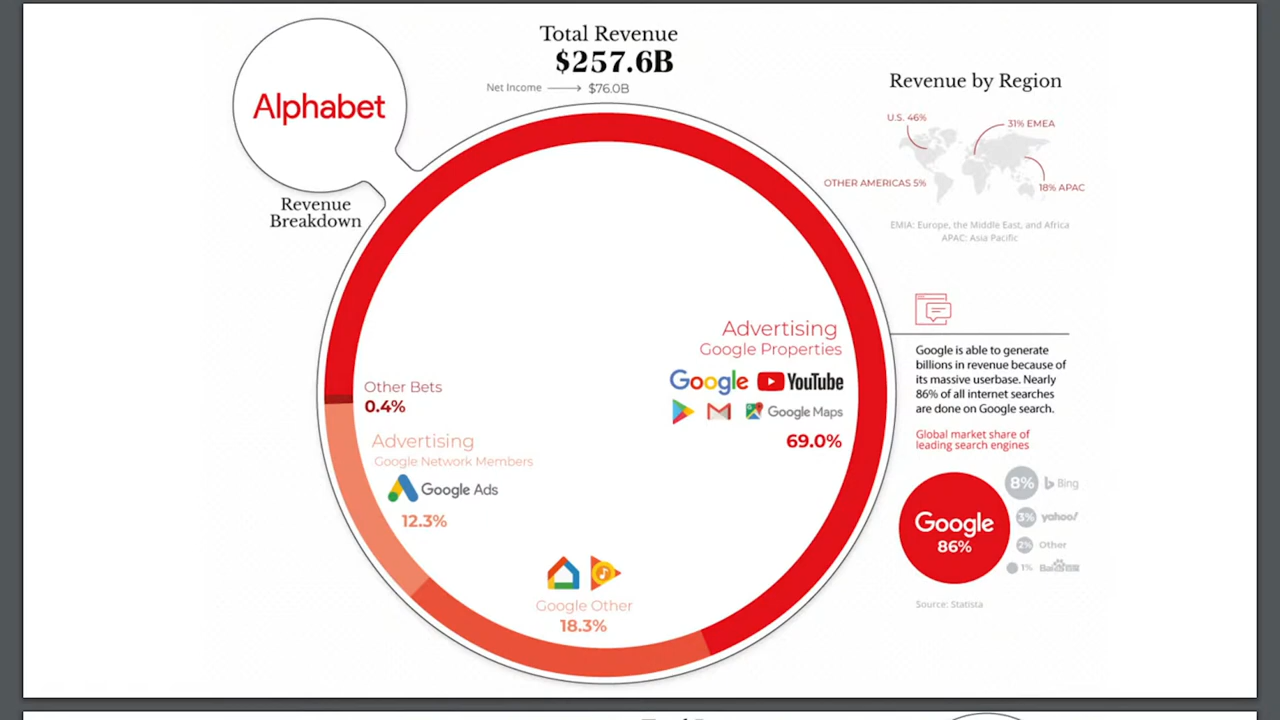 Total Revenue
$257.6B
Net Income
$76.0B
Alphabet
Revenue
Breakdown
Revenue by Region
U.S. 46%
31% EMEA
OTHER AMERICAS 5%
18% APAC
EMIA: Europe, the Middle East, and Africa
APAC: Asia Pacific
Advertising
Google Properties
Google YouTube
Google Maps
69.0%
Other Bets
0.4%
Advertising
Google Network Members
Google Ads
12.3%
Google Other
18.3%
Google is able to generate
billions in revenue because of
its massive userbase. Nearly
86% of all internet searches
are done on Google search.
Global market share of
leading search engines
Google
86%
8% Bing
3% yahoo!
2% Other
1% Baidu
Source: Statista